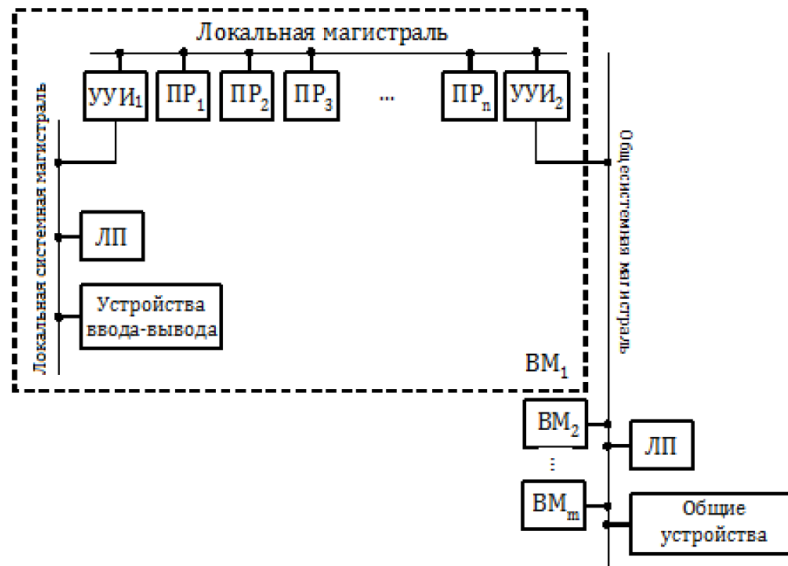 Локальная магистраль
УУИ₁ ПР₁ ПР₂ ПР₃ ... ПРₙ УУИ₂
Локальная системная магистраль
Общесистемная магистраль
ЛП
Устройства
ввода-вывода
ВМ₁
ВМ₂
ЛП
...
ВМₘ
Общие
устройства